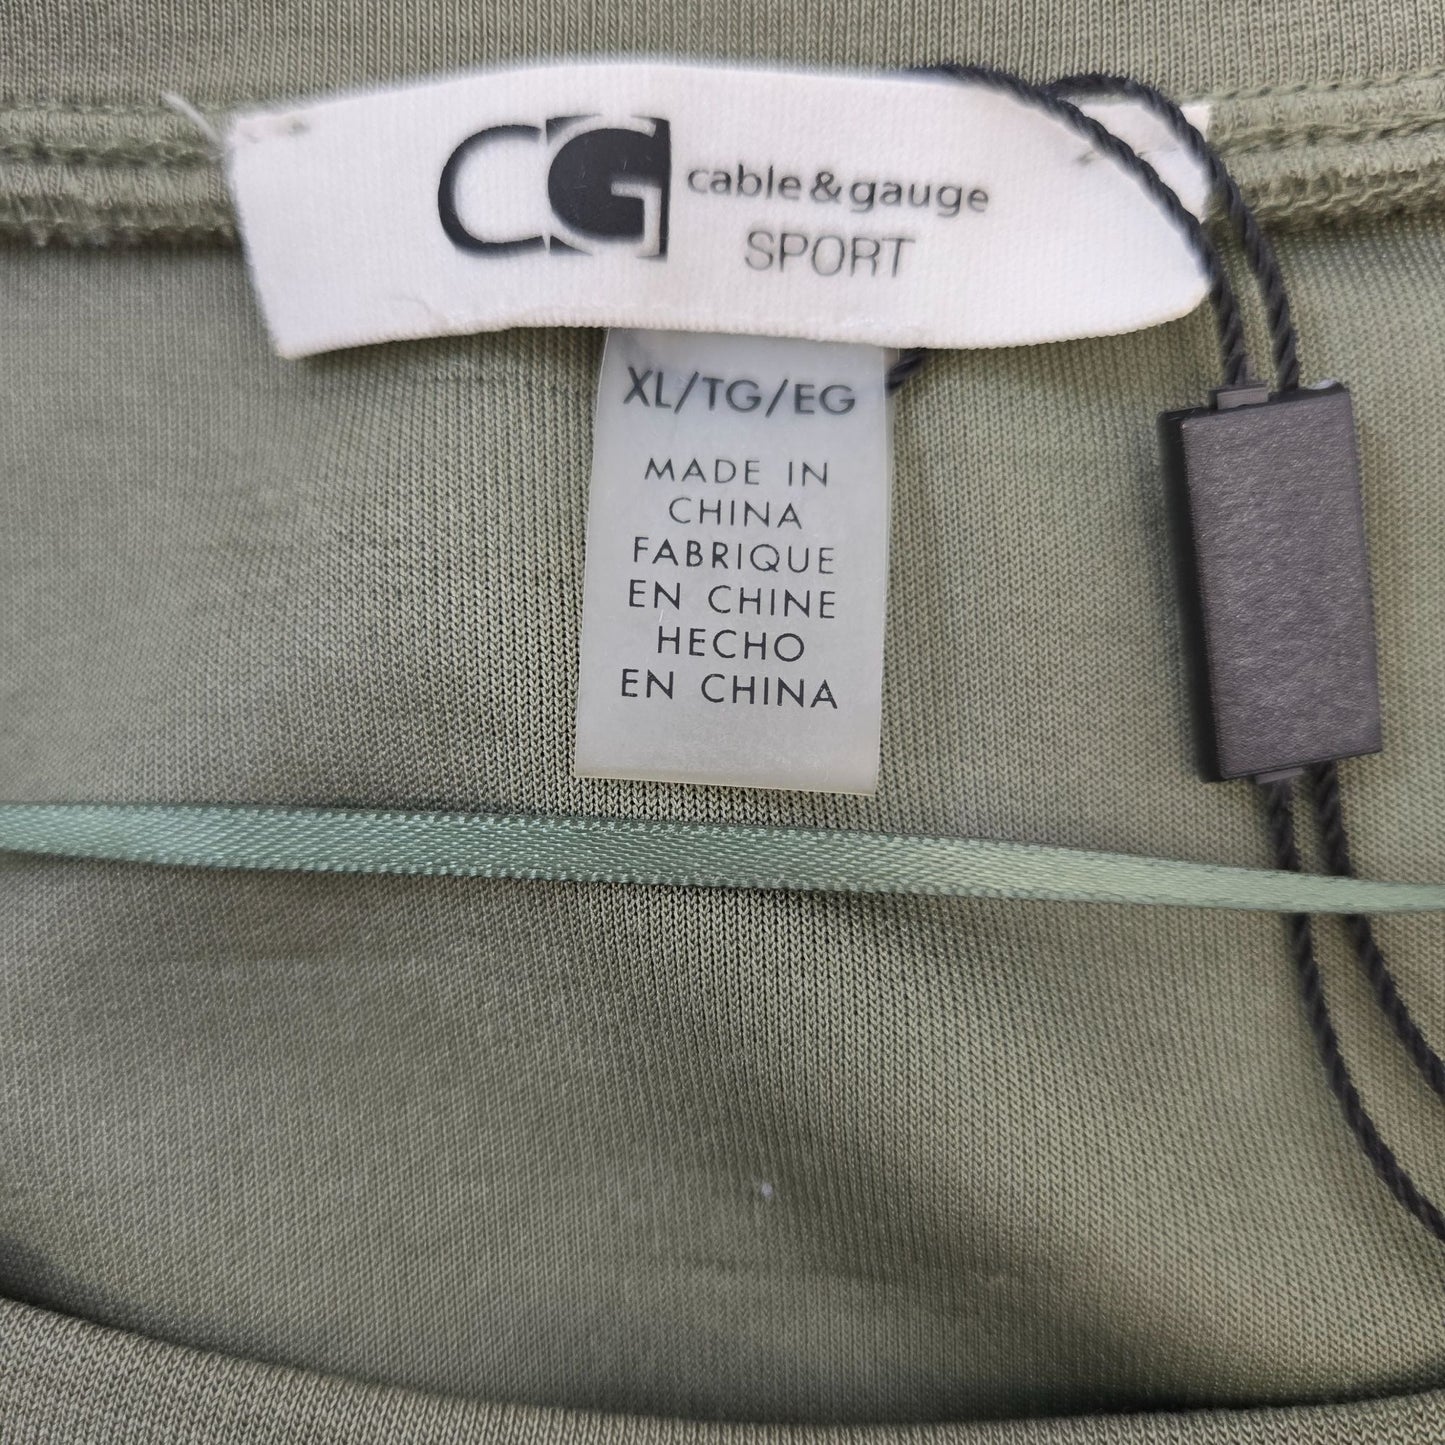 CG cable&gauge
SPORT
XL/TG/EG
MADE IN
CHINA
FABRIQUE
EN CHINE
HECHO
EN CHINA